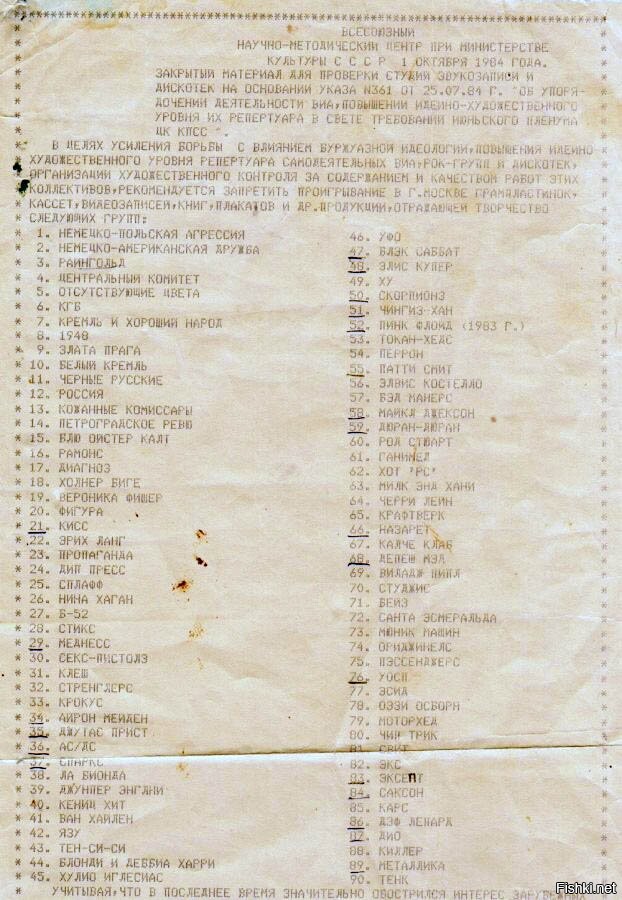 ВСЕСОЮЗНЫЙ
НАУЧНО-МЕТОДИЧЕСКИЙ ЦЕНТР ПРИ МИНИСТЕРСТВЕ
КУЛЬТУРЫ С С С Р 1 ОКТЯБРЯ 1984 ГОДА.
ЗАКРЫТЫЙ МАТЕРИАЛ ДЛЯ ПРОВЕРКИ СТУДИЙ ЗВУКОЗАПИСИ И
ДИСКОТЕК НА ОСНОВАНИИ УКАЗА N361 ОТ 25.07.84 Г. "ОБ УПОРЯ-
ДОЧЕНИИ ДЕЯТЕЛЬНОСТИ ВИА,ПОВЫШЕНИИ ИДЕЙНО-ХУДОЖЕСТВЕННОГО
УРОВНЯ ИХ РЕПЕРТУАРА В СВЕТЕ ТРЕБОВАНИЙ ИЮНЬСКОГО ПЛЕНУМА
ЦК КПСС ".
В ЦЕЛЯХ УСИЛЕНИЯ БОРЬБЫ С ВЛИЯНИЕМ БУРЖУАЗНОЙ ИДЕОЛОГИИ,ПОВЫШЕНИЯ ИДЕЙНО
ХУДОЖЕСТВЕННОГО УРОВНЯ РЕПЕРТУАРА САМОДЕЯТЕЛЬНЫХ ВИА,РОК-ГРУПП И ДИСКОТЕК,
ОРГАНИЗАЦИИ ХУДОЖЕСТВЕННОГО КОНТРОЛЯ ЗА СОДЕРЖАНИЕМ И КАЧЕСТВОМ РАБОТ ЭТИХ
КОЛЛЕКТИВОВ,РЕКОМЕНДУЕТСЯ ЗАПРЕТИТЬ ПРОИГРЫВАНИЕ В Г.МОСКВЕ ГРАМПЛАСТИНОК,
КАССЕТ,ВИДЕОЗАПИСЕЙ,КНИГ,ПЛАКАТОВ И ДР.ПРОДУКЦИИ,ОТРАЖАЮЩЕЙ ТВОРЧЕСТВО
СЛЕДУЮЩИХ ГРУПП:
1. НЕМЕЦКО-ПОЛЬСКАЯ АГРЕССИЯ
2. НЕМЕЦКО-АМЕРИКАНСКАЯ ДРУЖБА
3. РАИНГОЛЬД
4. ЦЕНТРАЛЬНЫЙ КОМИТЕТ
5. ОТСУТСТВУЮЩИЕ ЦВЕТА
6. КГБ
7. КРЕМЛЬ И ХОРОШИЙ НАРОД
8. 1948
9. ЗЛАТА ПРАГА
10. БЕЛЫЙ КРЕМЛЬ
11. ЧЕРНЫЕ РУССКИЕ
12. РОССИЯ
13. КОЖАННЫЕ КОМИССАРЫ
14. ПЕТРОГРАДСКОЕ РЕВЮ
15. БЛЮ ОЙСТЕР КАЛТ
16. РАМОНС
17. ДИАГНОЗ
18. ХОЛНЕР БИГЕ
19. ВЕРОНИКА ФИШЕР
20. ФИГУРА
21. КИСС
22. ЭРИХ ЛАНГ
23. ПРОПАГАНДА
24. ДИП ПРЕСС
25. СПЛАФФ
26. НИНА ХАГАН
27. Б-52
28. СТИКС
29. МЕДНЕСС
30. СЕКС-ПИСТОЛЗ
31. КЛЕШ
32. СТРЕНГЛЕРС
33. КРОКУС
34. АЙРОН МЕЙДЕН
35. ДЖУТАС ПРИСТ
36. АС/ДС
37. СПАРКС
38. ЛА БИОНДА
39. ДЖУНПЕР ЭНГЛНИ
40. КЕНИД ХИТ
41. ВАН ХАЙЛЕН
42. ЯЗУ
43. ТЕН-СИ-СИ
44. БЛОНДИ И ДЕББИА ХАРРИ
45. ХУЛИО ИГЛЕСИАС
46. УФО
47. БЛЭК САББАТ
48. ЭЛИС КУПЕР
49. ХУ
50. СКОРПИОНЗ
51. ЧИНГИЗ-ХАН
52. ПИНК ФЛОЙД (1983 Г.)
53. ТОКАН-ХЕДС
54. ПЕРРОН
55. ПАТТИ СМИТ
56. ЭЛВИС КОСТЕЛЛО
57. БЭД МАНЕРС
58. МАЙКЛ ДЖЕКСОН
59. ДЮРАН-ДЮРАН
60. РОД СТЮАРТ
61. ГАНИМЕД
62. ХОТ "РС"
63. МИЛК ЭНД ХАНИ
64. ЧЕРРИ ЛЕЙН
65. КРАФТВЕРК
66. НАЗАРЕТ
67. КАЛЧЕ КЛАБ
68. ДЕПЕШ МЭД
69. ВИЛАДЖ ПИПЛ
70. СТУДЖИС
71. БЕЙЗ
72. САНТА ЭСМЕРАЛЬДА
73. МЮНИК МАШИН
74. ОРИДЖИНЕЛС
75. ПЭССЕНДЖЕРС
76. УОСП
77. ЭСИД
78. ОЗЗИ ОСБОРН
79. МОТОРХЕД
80. ЧИП ТРИК
81. СВИТ
82. ЭКС
83. ЭКСЕПТ
84. САКСОН
85. КАРС
86. ДЭФ ЛЕПАРД
87. ДИО
88. КИЛЛЕР
89. МЕТАЛЛИКА
90. ТЕНК
УЧИТЫВАЯ,ЧТО В ПОСЛЕДНЕЕ ВРЕМЯ ЗНАЧИТЕЛЬНО ОБОСТРИЛСЯ ИНТЕРЕС ЗАРУБЕЖНЫХ
Fishki.net